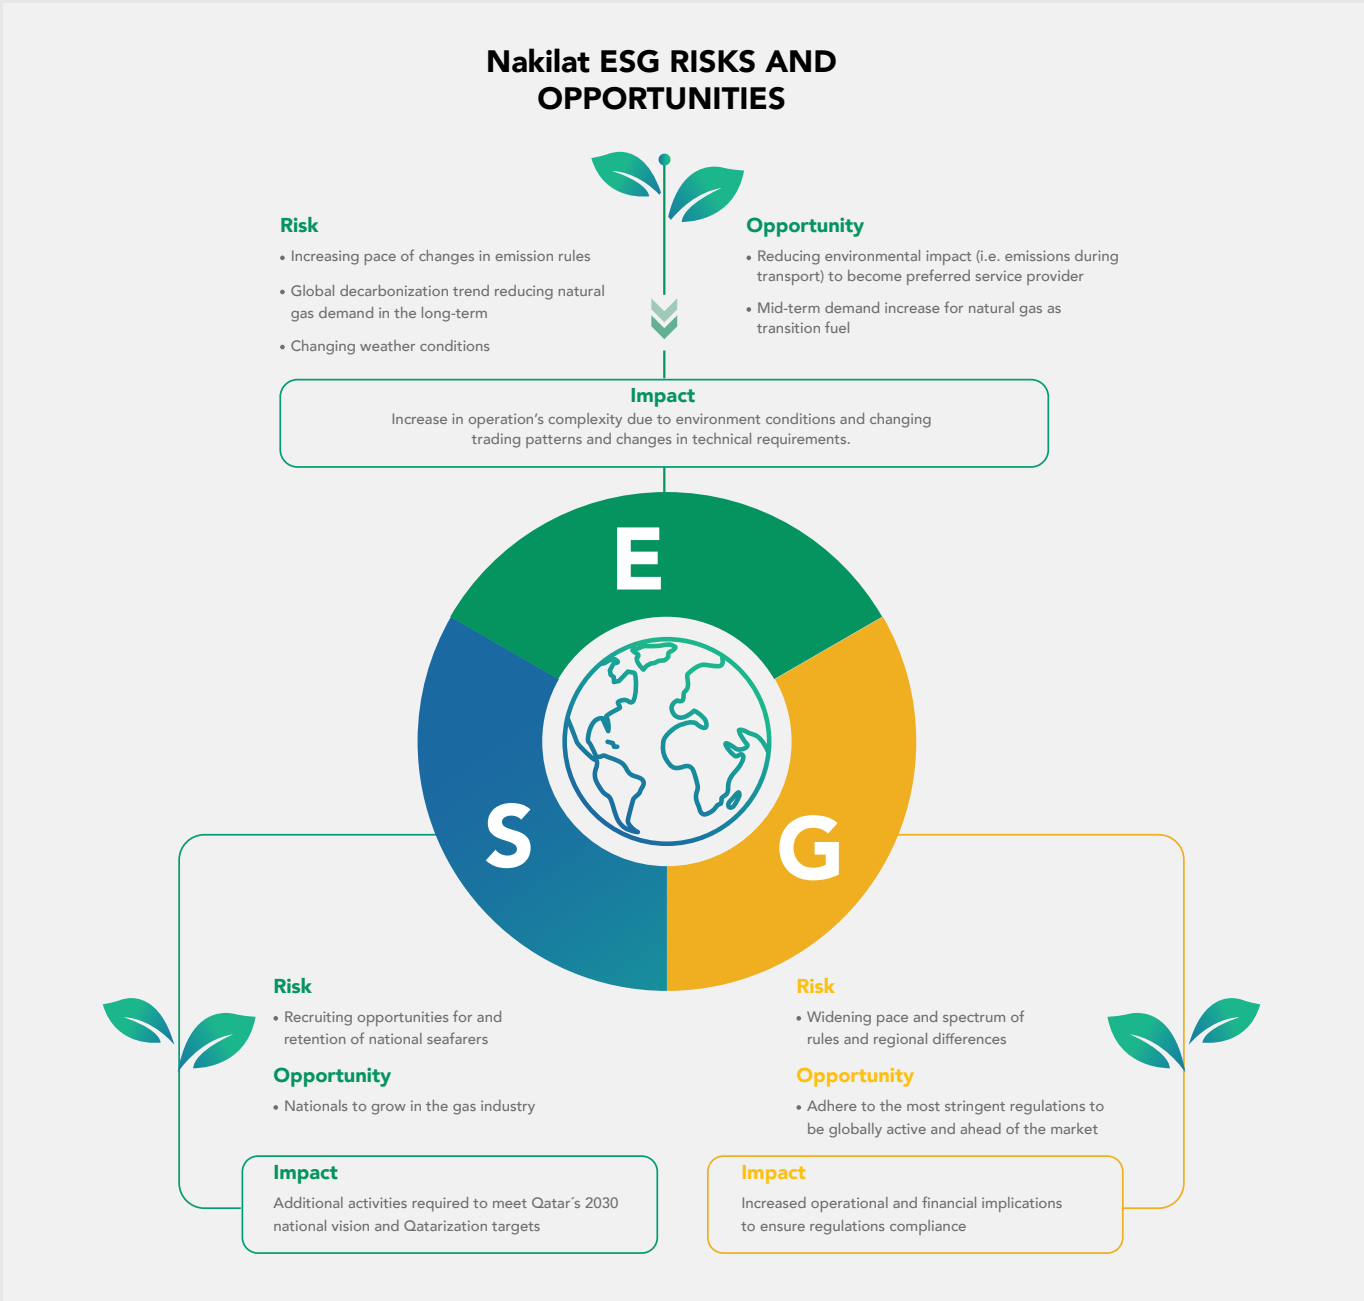 Nakilat ESG RISKS AND
OPPORTUNITIES
Risk
• Increasing pace of changes in emission rules
• Global decarbonization trend reducing natural
gas demand in the long-term
• Changing weather conditions
Opportunity
• Reducing environmental impact (i.e. emissions during
transport) to become preferred service provider
• Mid-term demand increase for natural gas as
transition fuel
Impact
Increase in operation’s complexity due to environment conditions and changing
trading patterns and changes in technical requirements.
E
S
G
Risk
• Recruiting opportunities for and
retention of national seafarers
Opportunity
• Nationals to grow in the gas industry
Impact
Additional activities required to meet Qatar´s 2030
national vision and Qatarization targets
Risk
• Widening pace and spectrum of
rules and regional differences
Opportunity
• Adhere to the most stringent regulations to
be globally active and ahead of the market
Impact
Increased operational and financial implications
to ensure regulations compliance